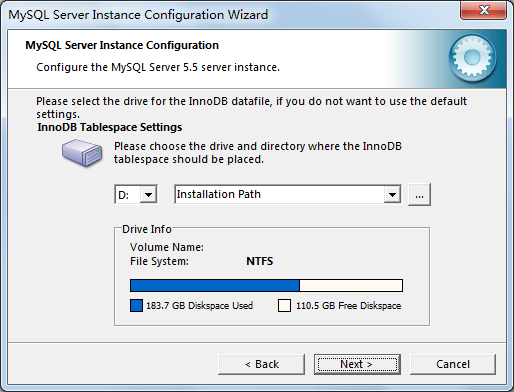 MySQL Server Instance Configuration Wizard
MySQL Server Instance Configuration
Configure the MySQL Server 5.5 server instance.
Please select the drive for the InnoDB datafile, if you do not want to use the default
settings.
InnoDB Tablespace Settings
Please choose the drive and directory where the InnoDB
tablespace should be placed.
D: Installation Path ...
Drive Info
Volume Name:
File System: NTFS
183.7 GB Diskspace Used 110.5 GB Free Diskspace
< Back Next > Cancel